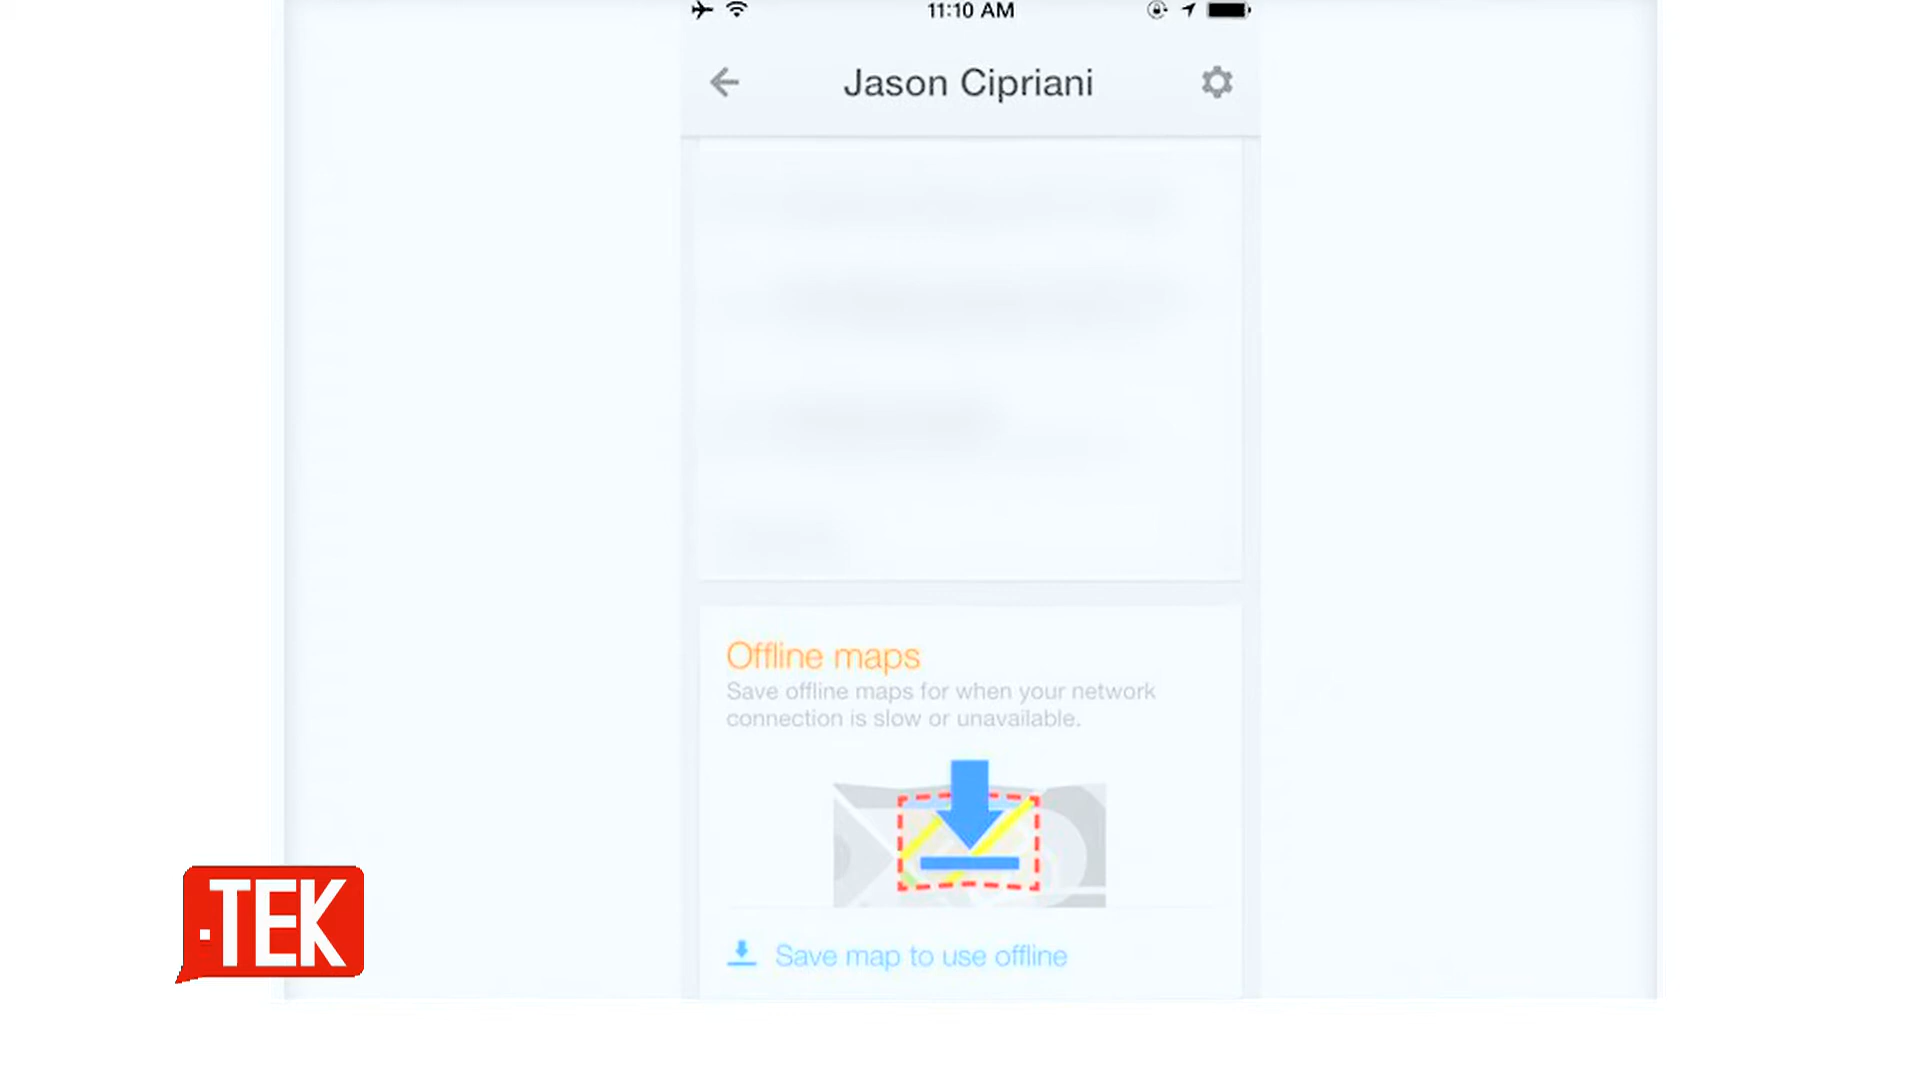 11:10 AM
Jason Cipriani
Offline maps
Save offline maps for when your network
connection is slow or unavailable.
Save map to use offline
.TEK